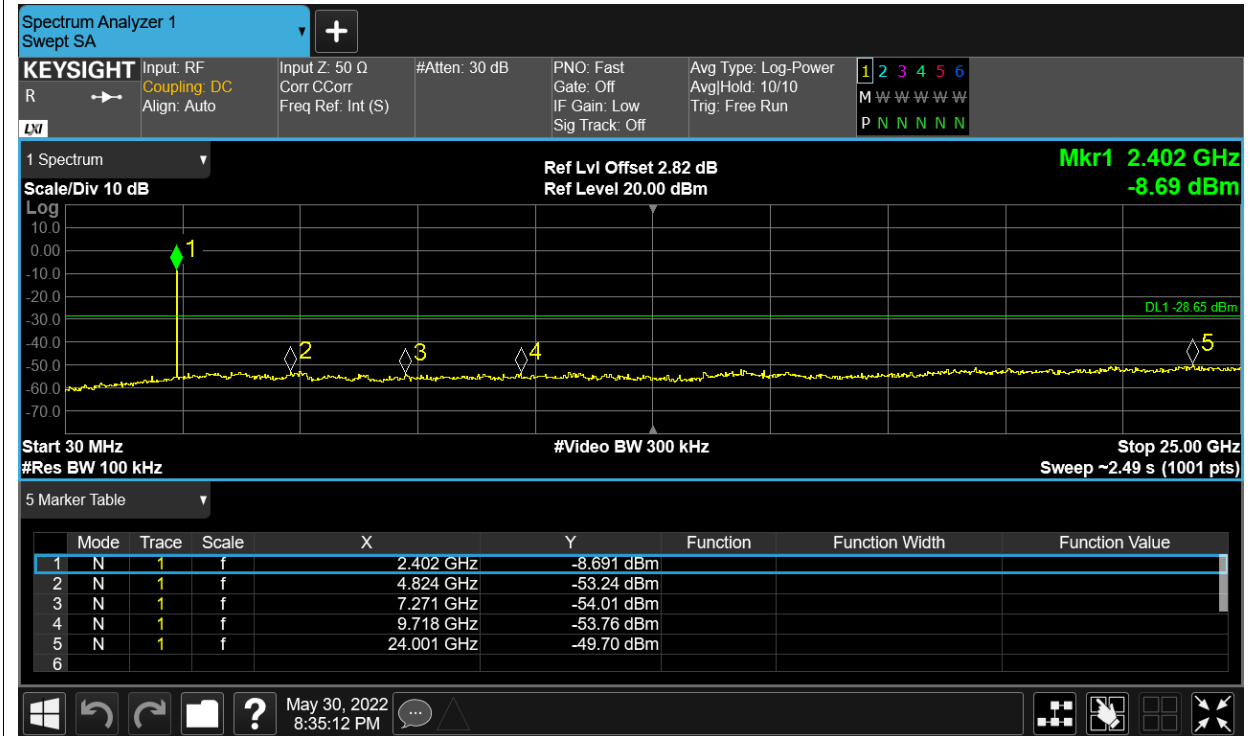 Spectrum Analyzer 1
Swept SA
KEYSIGHT
R
LXI
Input: RF
Coupling: DC
Align: Auto
Input Z: 50 Ω
Corr CCorr
Freq Ref: Int (S)
#Atten: 30 dB
PNO: Fast
Gate: Off
IF Gain: Low
Sig Track: Off
Avg Type: Log-Power
Avg|Hold: 10/10
Trig: Free Run
1 2 3 4 5 6
M W W W W W
P N N N N N
1 Spectrum
Scale/Div 10 dB
Ref Lvl Offset 2.82 dB
Ref Level 20.00 dBm
Mkr1 2.402 GHz
-8.69 dBm
Log
10.0
0.00
-10.0
-20.0
-30.0
-40.0
-50.0
-60.0
-70.0
1
DL1 -28.65 dBm
2
3
4
5
Start 30 MHz
#Res BW 100 kHz
#Video BW 300 kHz
Stop 25.00 GHz
Sweep ~2.49 s (1001 pts)
5 Marker Table
Mode Trace Scale X Y Function Function Width Function Value
1 N 1 f 2.402 GHz -8.691 dBm
2 N 1 f 4.824 GHz -53.24 dBm
3 N 1 f 7.271 GHz -54.01 dBm
4 N 1 f 9.718 GHz -53.76 dBm
5 N 1 f 24.001 GHz -49.70 dBm
6
?
May 30, 2022
8:35:12 PM